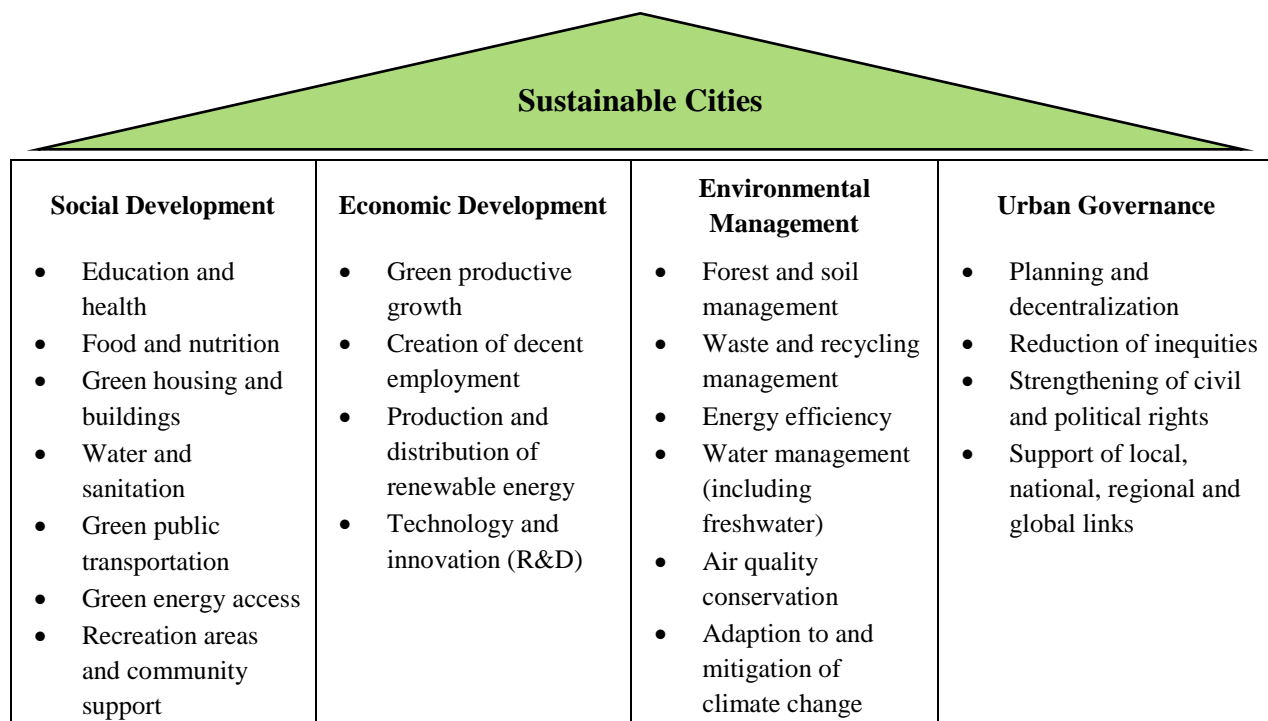 Sustainable Cities
Social Development
• Education and
health
• Food and nutrition
• Green housing and
buildings
• Water and
sanitation
• Green public
transportation
• Green energy access
• Recreation areas
and community
support
Economic Development
• Green productive
growth
• Creation of decent
employment
• Production and
distribution of
renewable energy
• Technology and
innovation (R&D)
Environmental
Management
• Forest and soil
management
• Waste and recycling
management
• Energy efficiency
• Water management
(including
freshwater)
• Air quality
conservation
• Adaption to and
mitigation of
climate change
Urban Governance
• Planning and
decentralization
• Reduction of inequities
• Strengthening of civil
and political rights
• Support of local,
national, regional and
global links